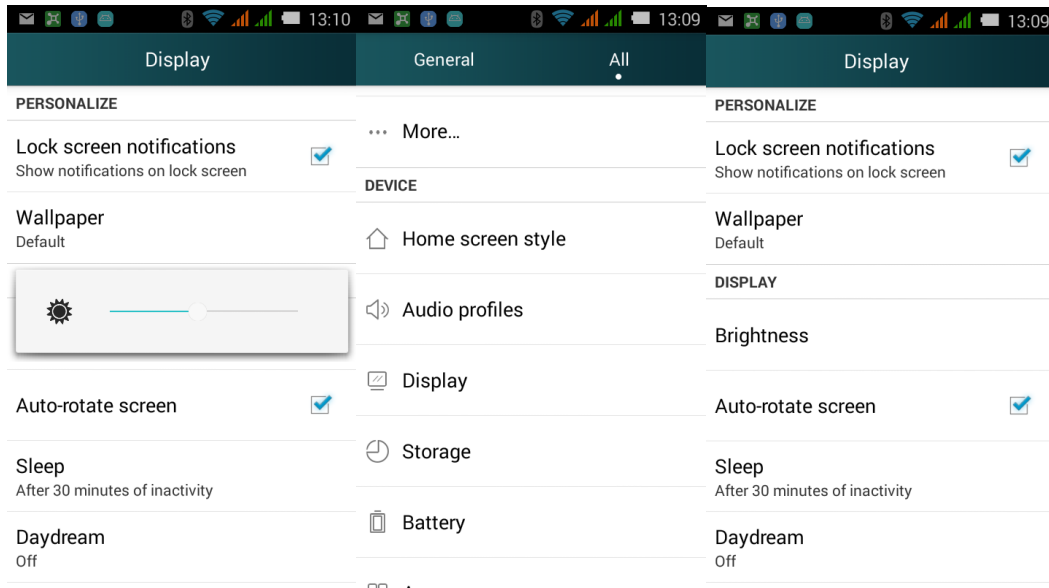 13:10
Display
PERSONALIZE
Lock screen notifications
Show notifications on lock screen
Wallpaper
Default
Auto-rotate screen
Sleep
After 30 minutes of inactivity
Daydream
Off
13:09
General All
More...
DEVICE
Home screen style
Audio profiles
Display
Storage
Battery
13:09
Display
PERSONALIZE
Lock screen notifications
Show notifications on lock screen
Wallpaper
Default
DISPLAY
Brightness
Auto-rotate screen
Sleep
After 30 minutes of inactivity
Daydream
Off